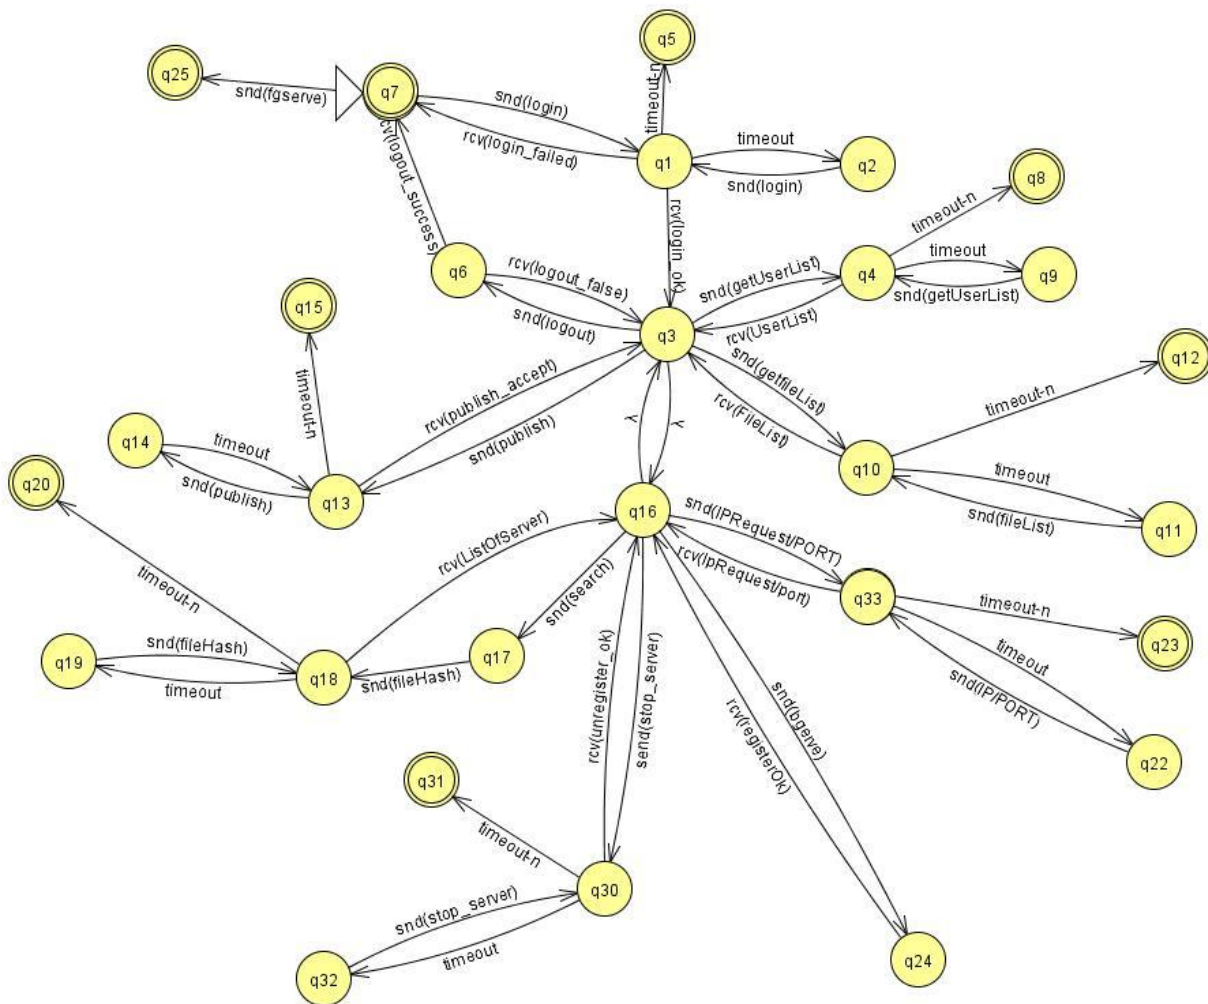 q5
q25
snd(fgserve)
q7
snd(login)
rcv(login_failed)
timeout-n
q1
timeout
snd(login)
q2
q8
timeout-n
rcv(login_ok)
cv(logout_success)
q6
rcv(logout_false)
snd(logout)
snd(getUserList)
rcv(UserList)
q4
timeout
snd(getUserList)
q9
q15
q3
q12
timeout-n
rcv(publish_accept)
snd(publish)
snd(getfileList)
rcv(FileList)
timeout-n
q14
timeout
snd(publish)
q13
λ
λ
q10
timeout
snd(fileList)
q11
q20
timeout-n
rcv(ListOfServer)
q16
snd(IPRequest/PORT)
rcv(IpRequest/port)
q33
timeout-n
q23
snd(search)
q19
snd(fileHash)
timeout
q18
snd(fileHash)
q17
rcv(unregister_ok)
send(stop_server)
snd(bgerve)
rcv(registerOk)
timeout
snd(IP/PORT)
q22
q31
timeout-n
q30
snd(stop_server)
timeout
q32
q24